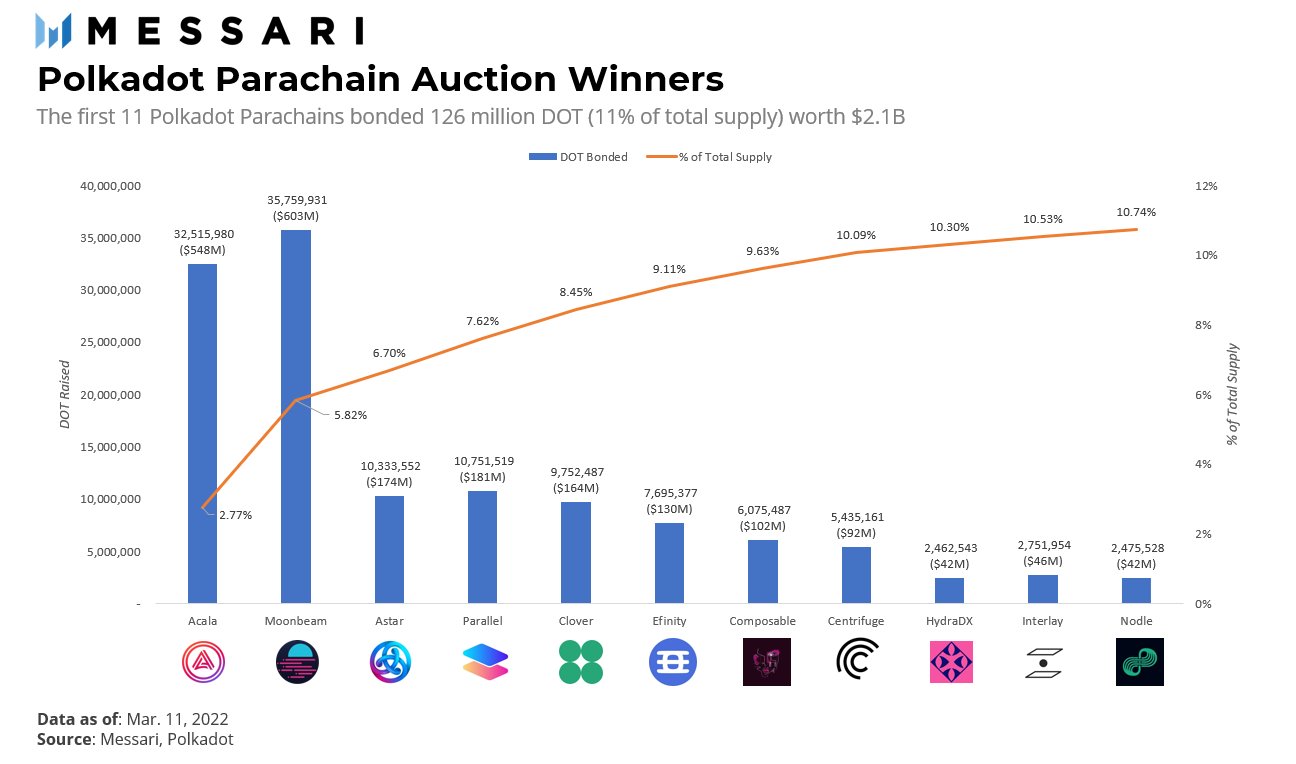 MESSARI
Polkadot Parachain Auction Winners
The first 11 Polkadot Parachains bonded 126 million DOT (11% of total supply) worth $2.1B
DOT Bonded
% of Total Supply
DOT Raised
40,000,000
35,000,000
30,000,000
25,000,000
20,000,000
15,000,000
10,000,000
5,000,000
-
32,515,980
($548M)
35,759,931
($603M)
10,333,552
($174M)
10,751,519
($181M)
9,752,487
($164M)
7,695,377
($130M)
6,075,487
($102M)
5,435,161
($92M)
2,462,543
($42M)
2,751,954
($46M)
2,475,528
($42M)
2.77%
5.82%
6.70%
7.62%
8.45%
9.11%
9.63%
10.09%
10.30%
10.53%
10.74%
12%
10%
8%
6%
4%
2%
0%
% of Total Supply
Acala
Moonbeam
Astar
Parallel
Clover
Efinity
Composable
Centrifuge
HydraDX
Interlay
Nodle
Data as of: Mar. 11, 2022
Source: Messari, Polkadot